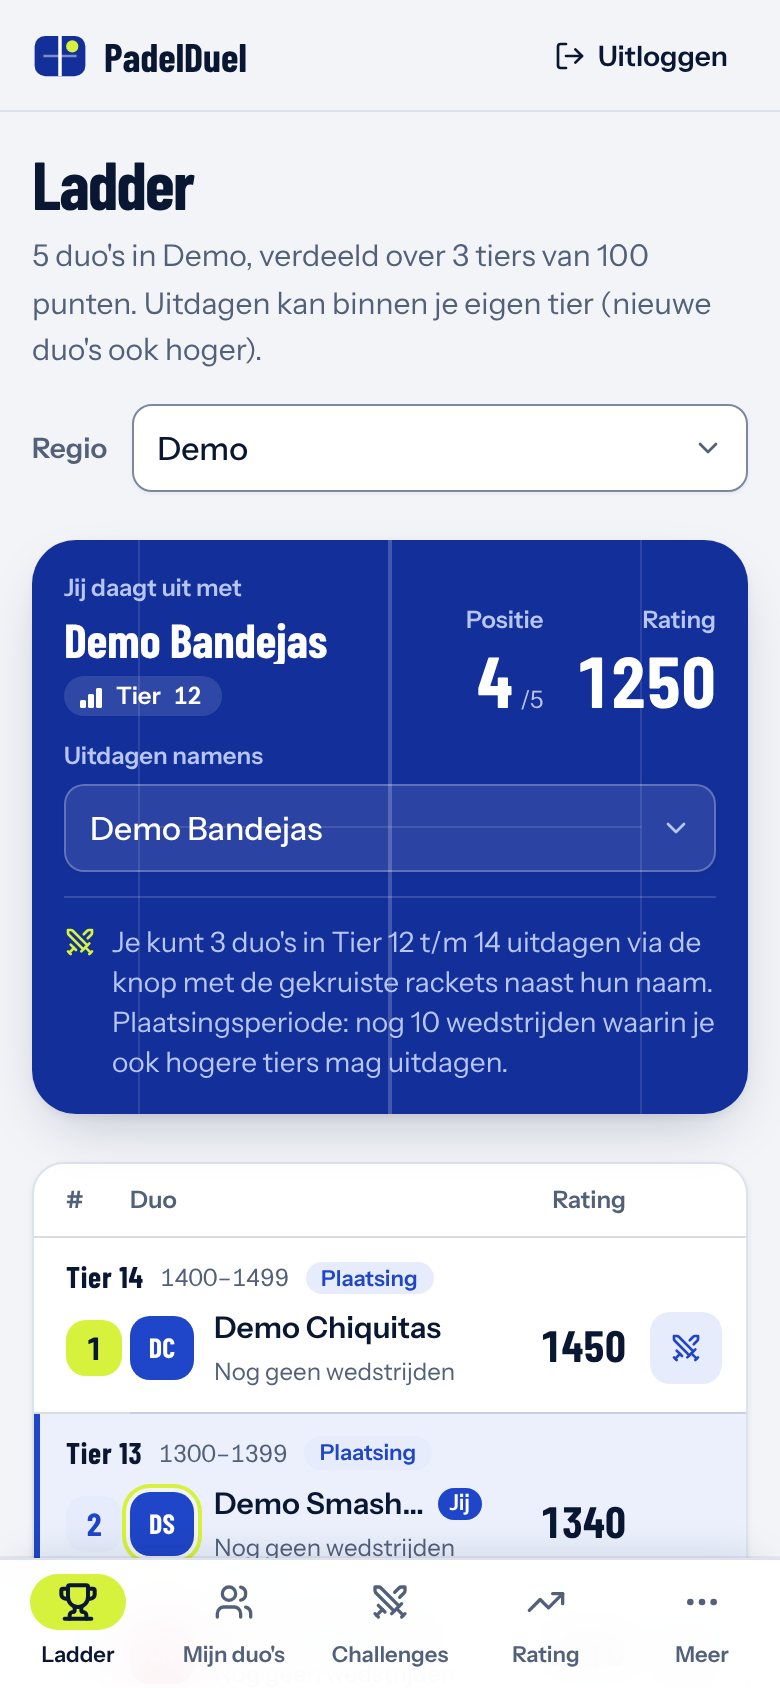 PadelDuel
Uitloggen
Ladder
5 duo's in Demo, verdeeld over 3 tiers van 100
punten. Uitdagen kan binnen je eigen tier (nieuwe
duo's ook hoger).
Regio
Demo
Jij daagt uit met
Demo Bandejas
Tier 12
Positie
4 /5
Rating
1250
Uitdagen namens
Demo Bandejas
Je kunt 3 duo's in Tier 12 t/m 14 uitdagen via de
knop met de gekruiste rackets naast hun naam.
Plaatsingsperiode: nog 10 wedstrijden waarin je
ook hogere tiers mag uitdagen.
# Duo Rating
Tier 14 1400–1499 Plaatsing
1 DC Demo Chiquitas 1450
Nog geen wedstrijden
Tier 13 1300–1399 Plaatsing
2 DS Demo Smash... Jij 1340
Nog geen wedstrijden
Ladder
Mijn duo's
Challenges
Rating
Meer